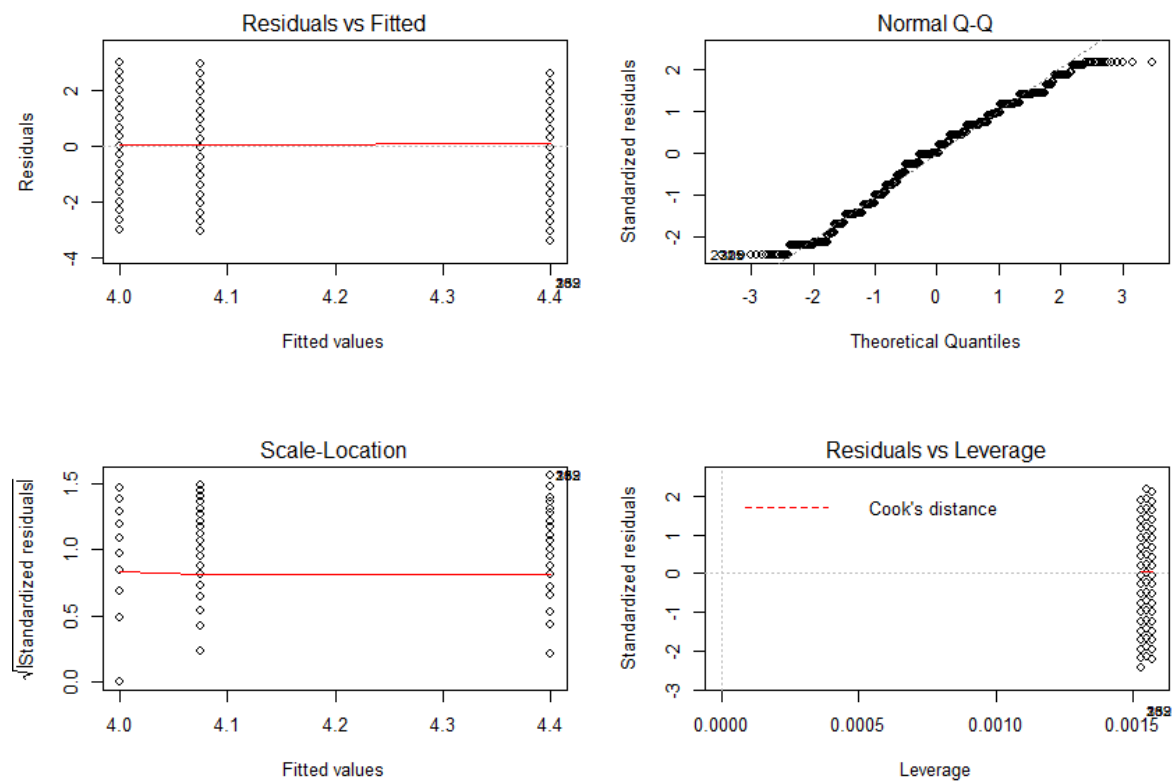 Residuals vs Fitted
Residuals
2
0
-2
-4
4.0 4.1 4.2 4.3 4.4
Fitted values
Normal Q-Q
Standardized residuals
2
1
0
-1
-2
-3 -2 -1 0 1 2 3
Theoretical Quantiles
Scale-Location
√|Standardized residuals|
1.5
1.0
0.5
0.0
4.0 4.1 4.2 4.3 4.4
Fitted values
Residuals vs Leverage
Standardized residuals
2
1
0
-1
-2
-3
Cook's distance
0.0000 0.0005 0.0010 0.0015
Leverage